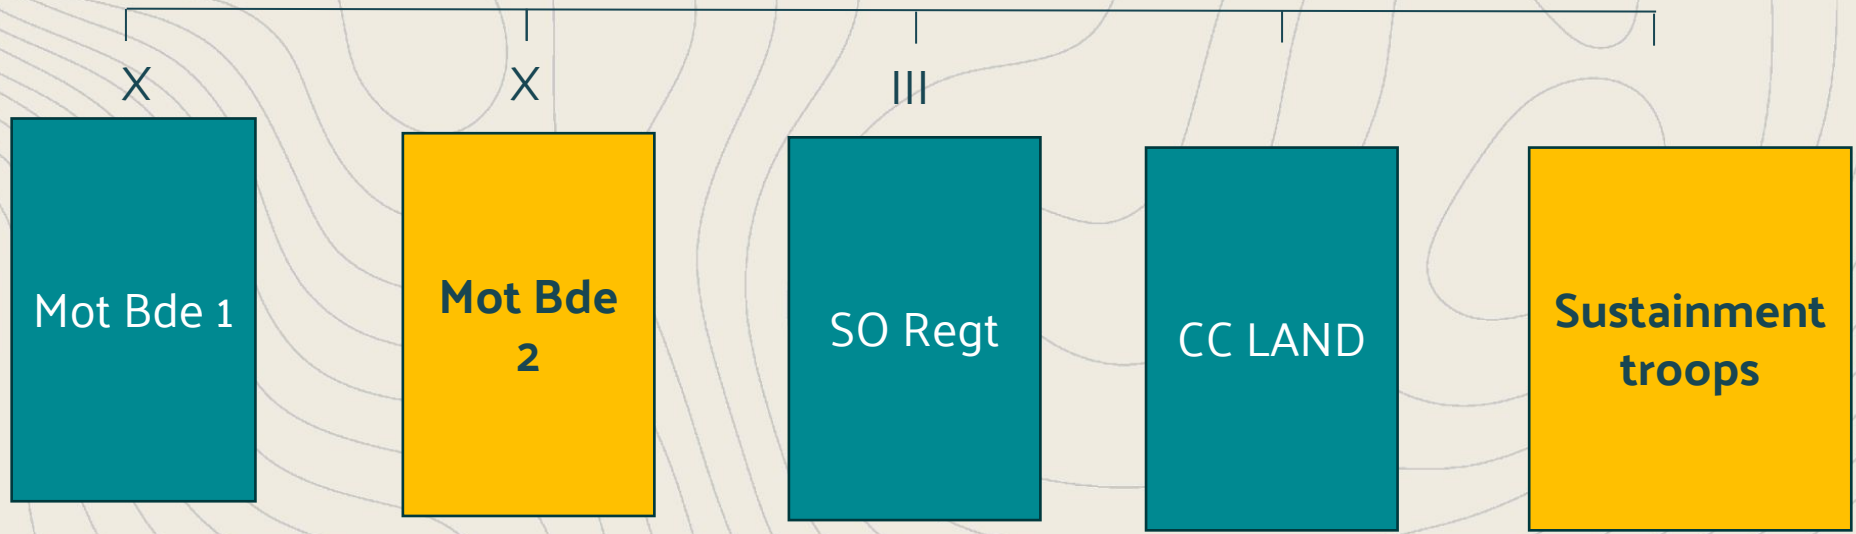 X
X
III
Mot Bde 1
Mot Bde
2
SO Regt
CC LAND
Sustainment
troops